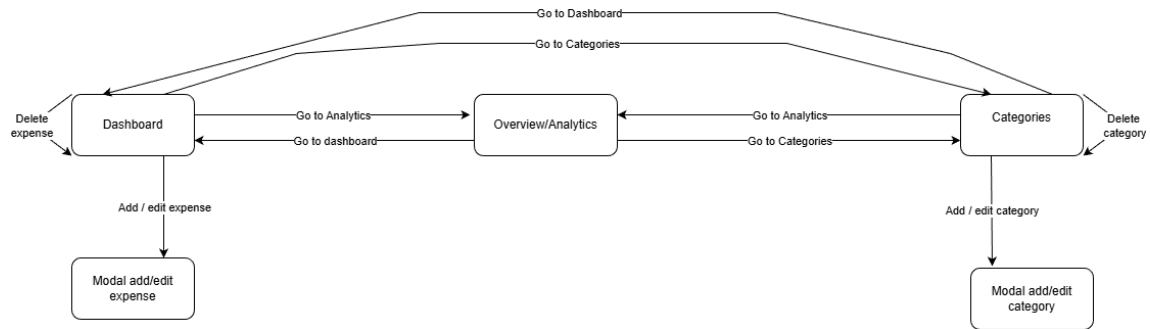 Go to Dashboard
Go to Categories
Delete
expense
Dashboard
Go to Analytics
Go to dashboard
Overview/Analytics
Go to Analytics
Go to Categories
Categories
Delete
category
Add / edit expense
Add / edit category
Modal add/edit
expense
Modal add/edit
category